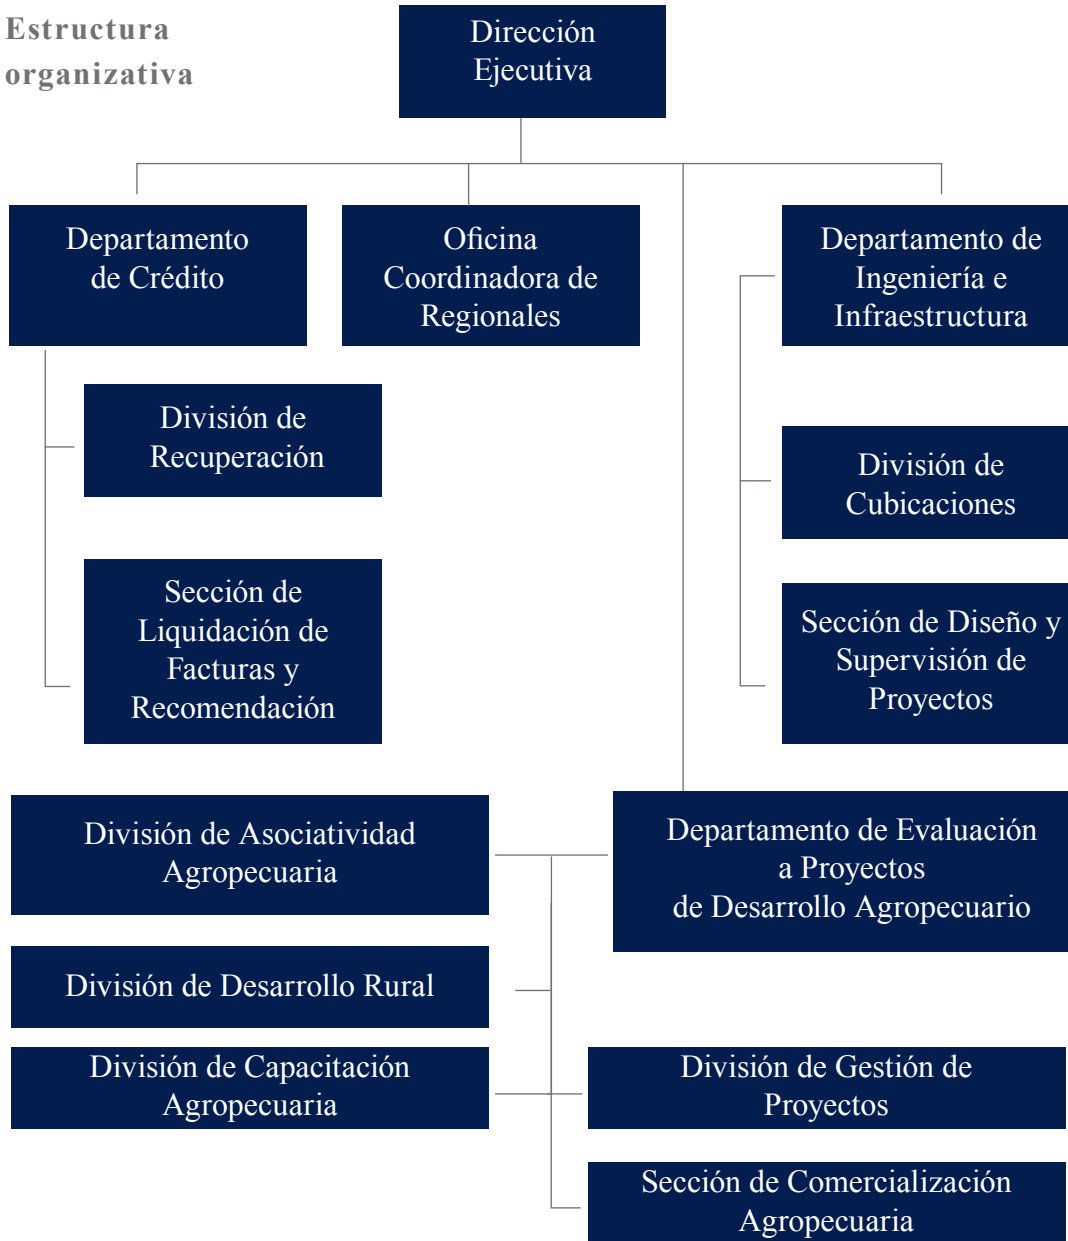 Estructura
organizativa
Dirección
Ejecutiva
Departamento
de Crédito
Oficina
Coordinadora de
Regionales
Departamento de
Ingeniería e
Infraestructura
División de
Recuperación
División de
Cubicaciones
Sección de
Liquidación de
Facturas y
Recomendación
Sección de Diseño y
Supervisión de
Proyectos
División de Asociatividad
Agropecuaria
Departamento de Evaluación
a Proyectos
de Desarrollo Agropecuario
División de Desarrollo Rural
División de Capacitación
Agropecuaria
División de Gestión de
Proyectos
Sección de Comercialización
Agropecuaria